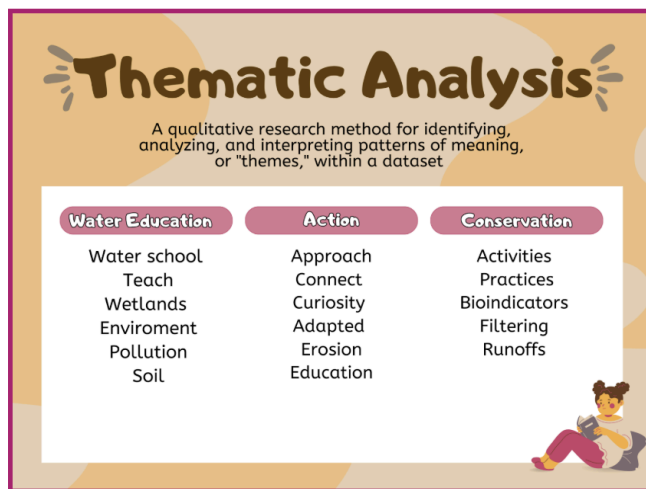 Thematic Analysis
A qualitative research method for identifying,
analyzing, and interpreting patterns of meaning,
or "themes," within a dataset
Water Education
Water school
Teach
Wetlands
Enviroment
Pollution
Soil
Action
Approach
Connect
Curiosity
Adapted
Erosion
Education
Conservation
Activities
Practices
Bioindicators
Filtering
Runoffs